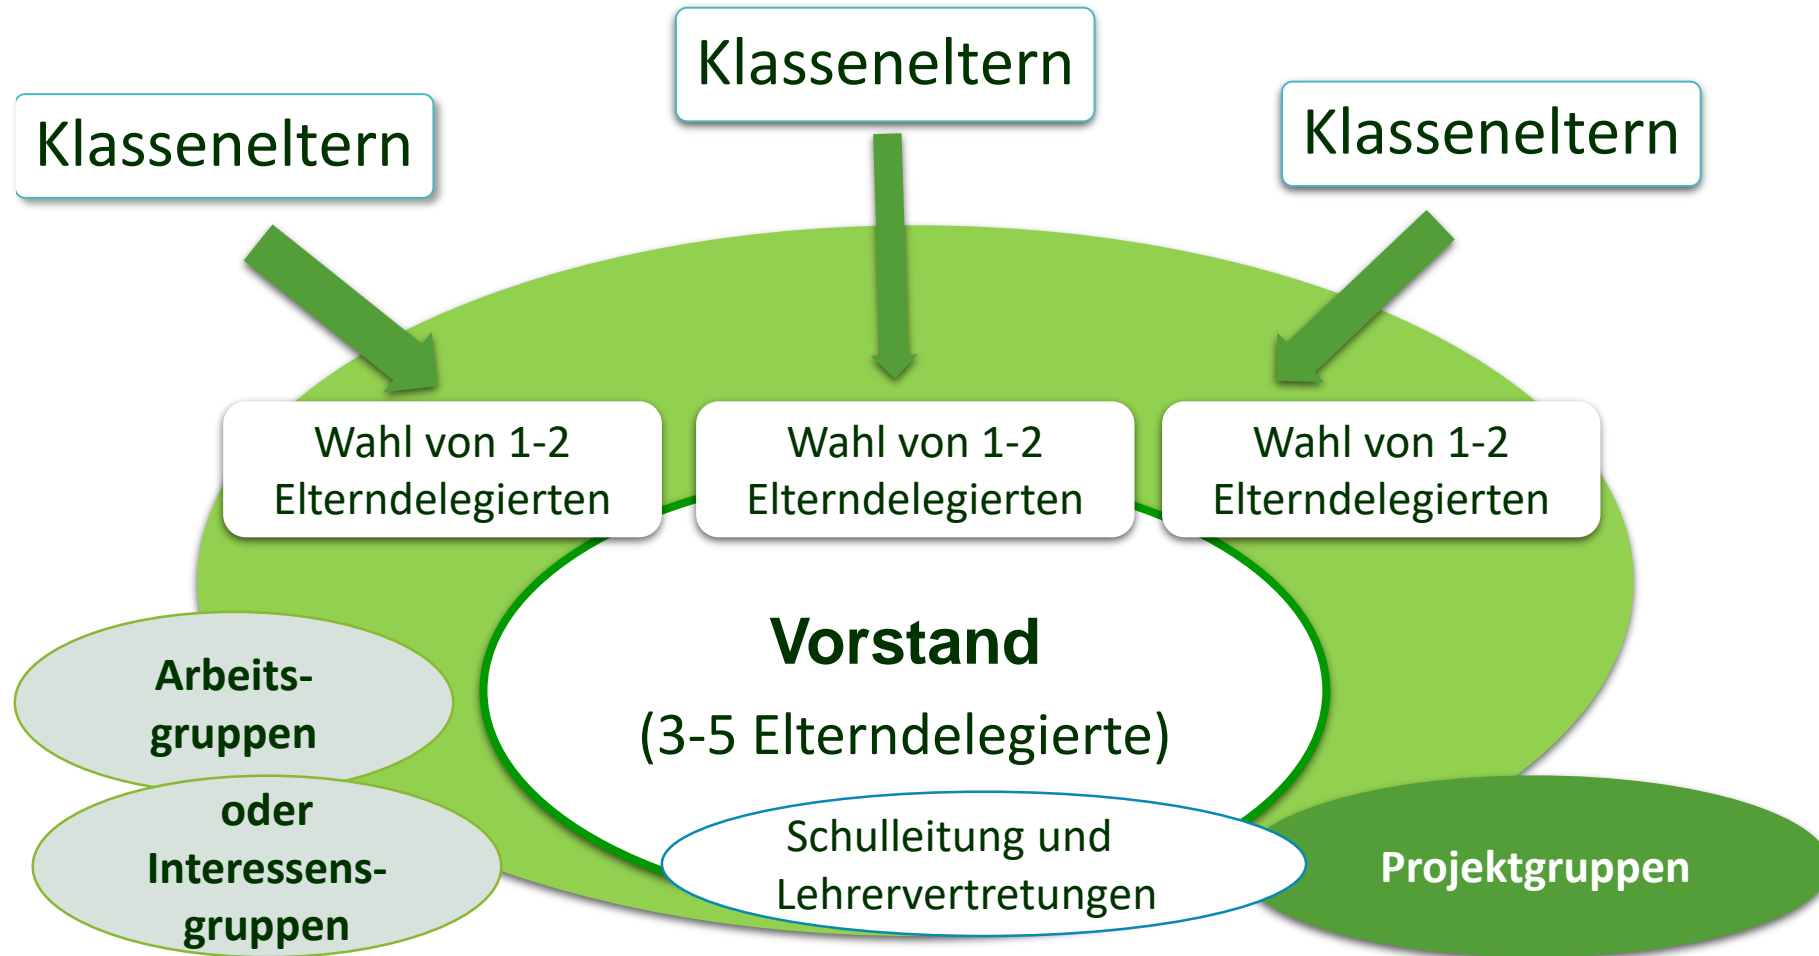 Klasseneltern
Klasseneltern
Klasseneltern
Wahl von 1-2
Elterndelegierten
Wahl von 1-2
Elterndelegierten
Wahl von 1-2
Elterndelegierten
Vorstand
(3-5 Elterndelegierte)
Arbeits-
gruppen
oder
Interessens-
gruppen
Schulleitung und
Lehrervertretungen
Projektgruppen